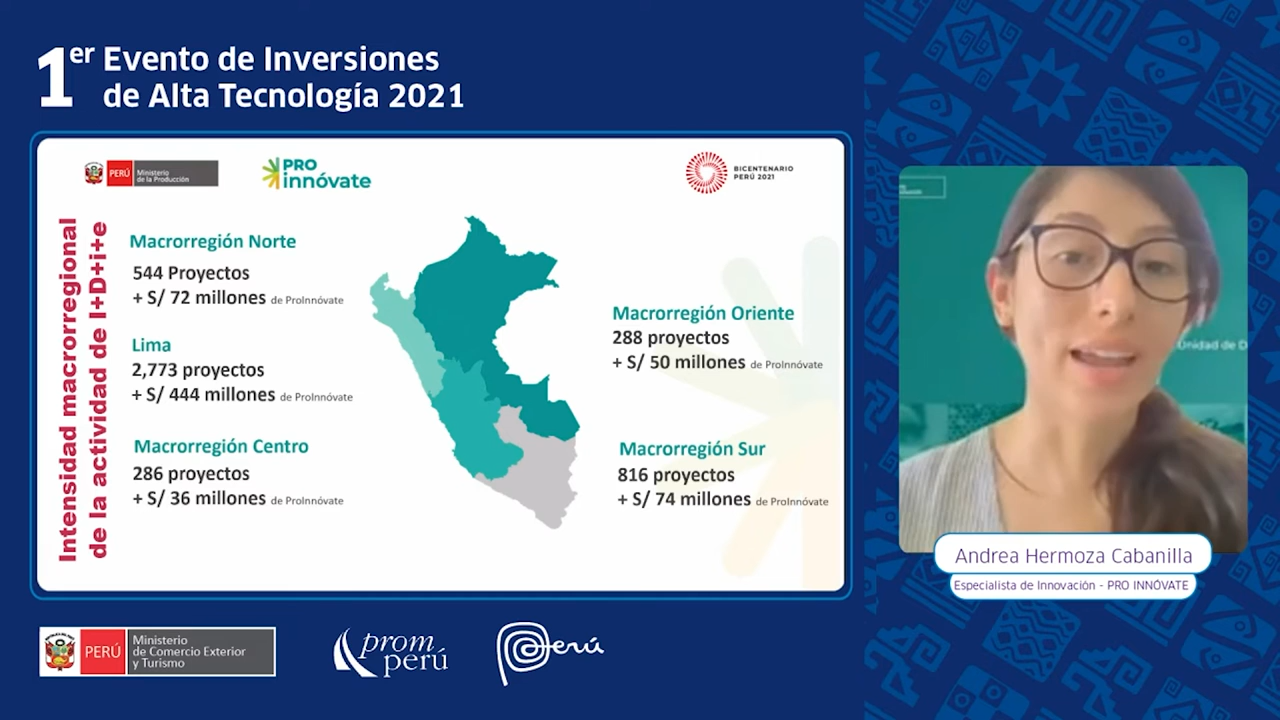 1er Evento de Inversiones
de Alta Tecnología 2021
PERÚ
Ministerio
de la Producción
PRO
innóvate
BICENTENARIO
PERÚ 2021
Intensidad macrorregional
de la actividad de I+D+i+e
Macrorregión Norte
544 Proyectos
+ S/ 72 millones de ProInnóvate
Lima
2,773 proyectos
+ S/ 444 millones de ProInnóvate
Macrorregión Centro
286 proyectos
+ S/ 36 millones de ProInnóvate
Macrorregión Oriente
288 proyectos
+ S/ 50 millones de ProInnóvate
Macrorregión Sur
816 proyectos
+ S/ 74 millones de ProInnóvate
Unidad de D
Andrea Hermoza Cabanilla
Especialista de Innovación - PRO INNÓVATE
PERÚ
Ministerio
de Comercio Exterior
y Turismo
prom
perú
Perú